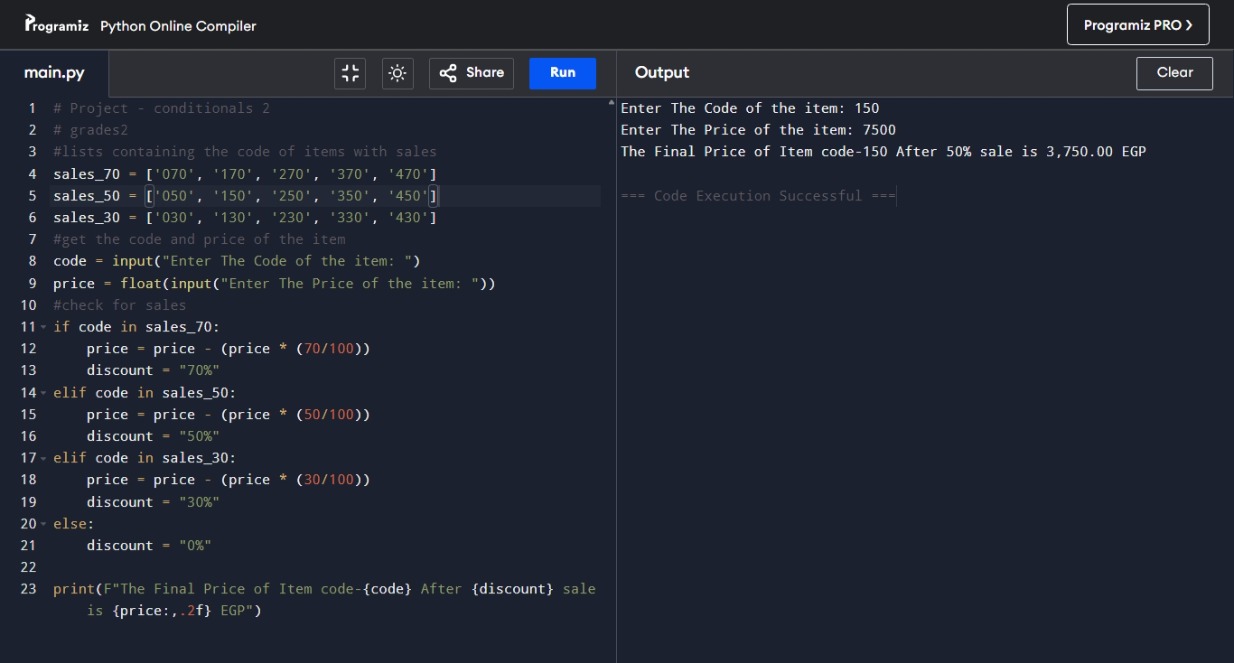 Programiz Python Online Compiler
Programiz PRO >
main.py
Share
Run
Output
Clear
1 # Project - conditionals 2
2 # grades2
3 #lists containing the code of items with sales
4 sales_70 = ['070', '170', '270', '370', '470']
5 sales_50 = ['050', '150', '250', '350', '450']
6 sales_30 = ['030', '130', '230', '330', '430']
7 #get the code and price of the item
8 code = input("Enter The Code of the item: ")
9 price = float(input("Enter The Price of the item: "))
10 #check for sales
11 if code in sales_70:
12     price = price - (price * (70/100))
13     discount = "70%"
14 elif code in sales_50:
15     price = price - (price * (50/100))
16     discount = "50%"
17 elif code in sales_30:
18     price = price - (price * (30/100))
19     discount = "30%"
20 else:
21     discount = "0%"
22
23 print(F"The Final Price of Item code-{code} After {discount} sale
is {price:,.2f} EGP")
Enter The Code of the item: 150
Enter The Price of the item: 7500
The Final Price of Item code-150 After 50% sale is 3,750.00 EGP
=== Code Execution Successful ===